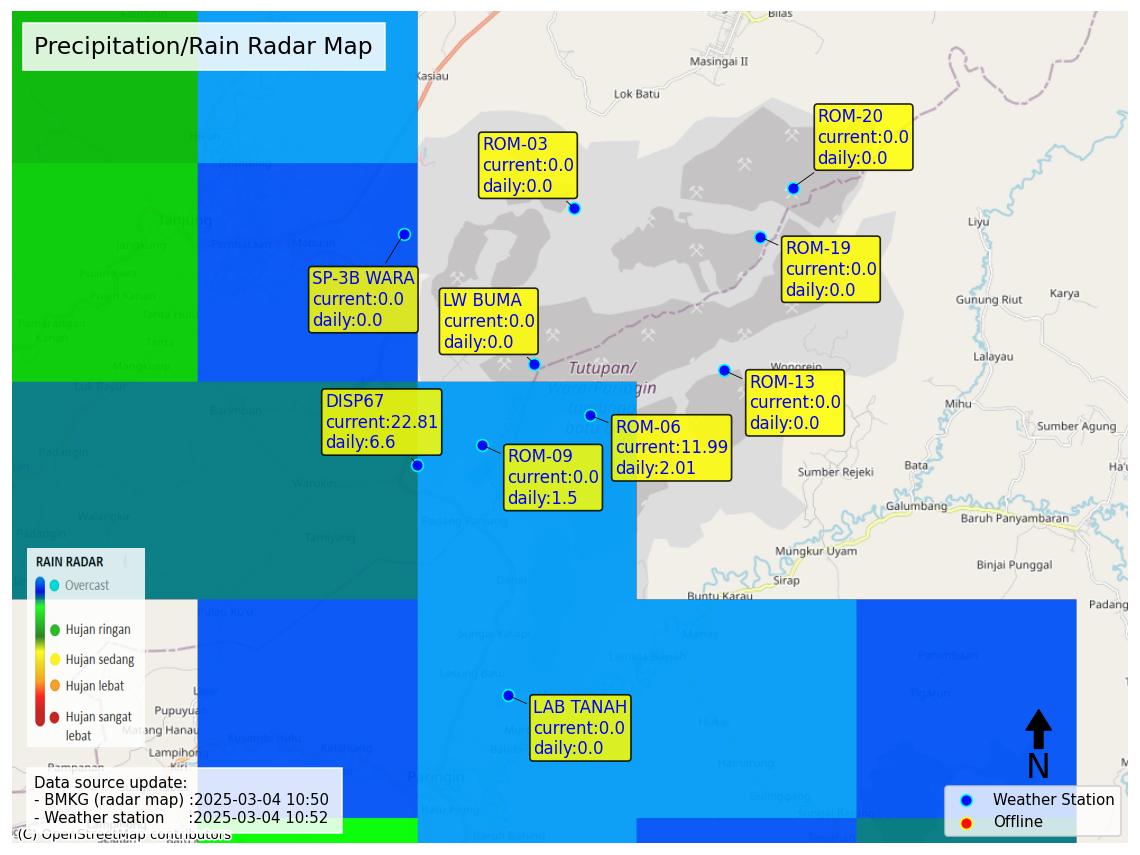 Precipitation/Rain Radar Map
Bilas
Masingai II
Kasiau
Lok Batu
ROM-20
current:0.0
daily:0.0
ROM-03
current:0.0
daily:0.0
Tanjung
Liyu
ROM-19
current:0.0
daily:0.0
SP-3B WARA
current:0.0
daily:0.0
LW BUMA
current:0.0
daily:0.0
Karya
Gunung Riut
Lalayau
Tutupan/
Wonorejo
ROM-13
current:0.0
daily:0.0
DISP67
current:22.81
daily:6.6
ROM-06
current:11.99
daily:2.01
ROM-09
current:0.0
daily:1.5
Mihu
Sumber Agung
Bata
Sumber Rejeki
Galumbang
Baruh Panyambaran
Mungkur Uyam
Binjai Punggal
Sirap
Buntu Karau
Padang
RAIN RADAR
Overcast
Hujan ringan
Hujan sedang
Hujan lebat
Hujan sangat
lebat
Pupuyuan
Matang Hanau
Lampihong
LAB TANAH
current:0.0
daily:0.0
Paringin
N
Data source update:
- BMKG (radar map) :2025-03-04 10:50
- Weather station :2025-03-04 10:52
(C) OpenStreetMap contributors
Weather Station
Offline